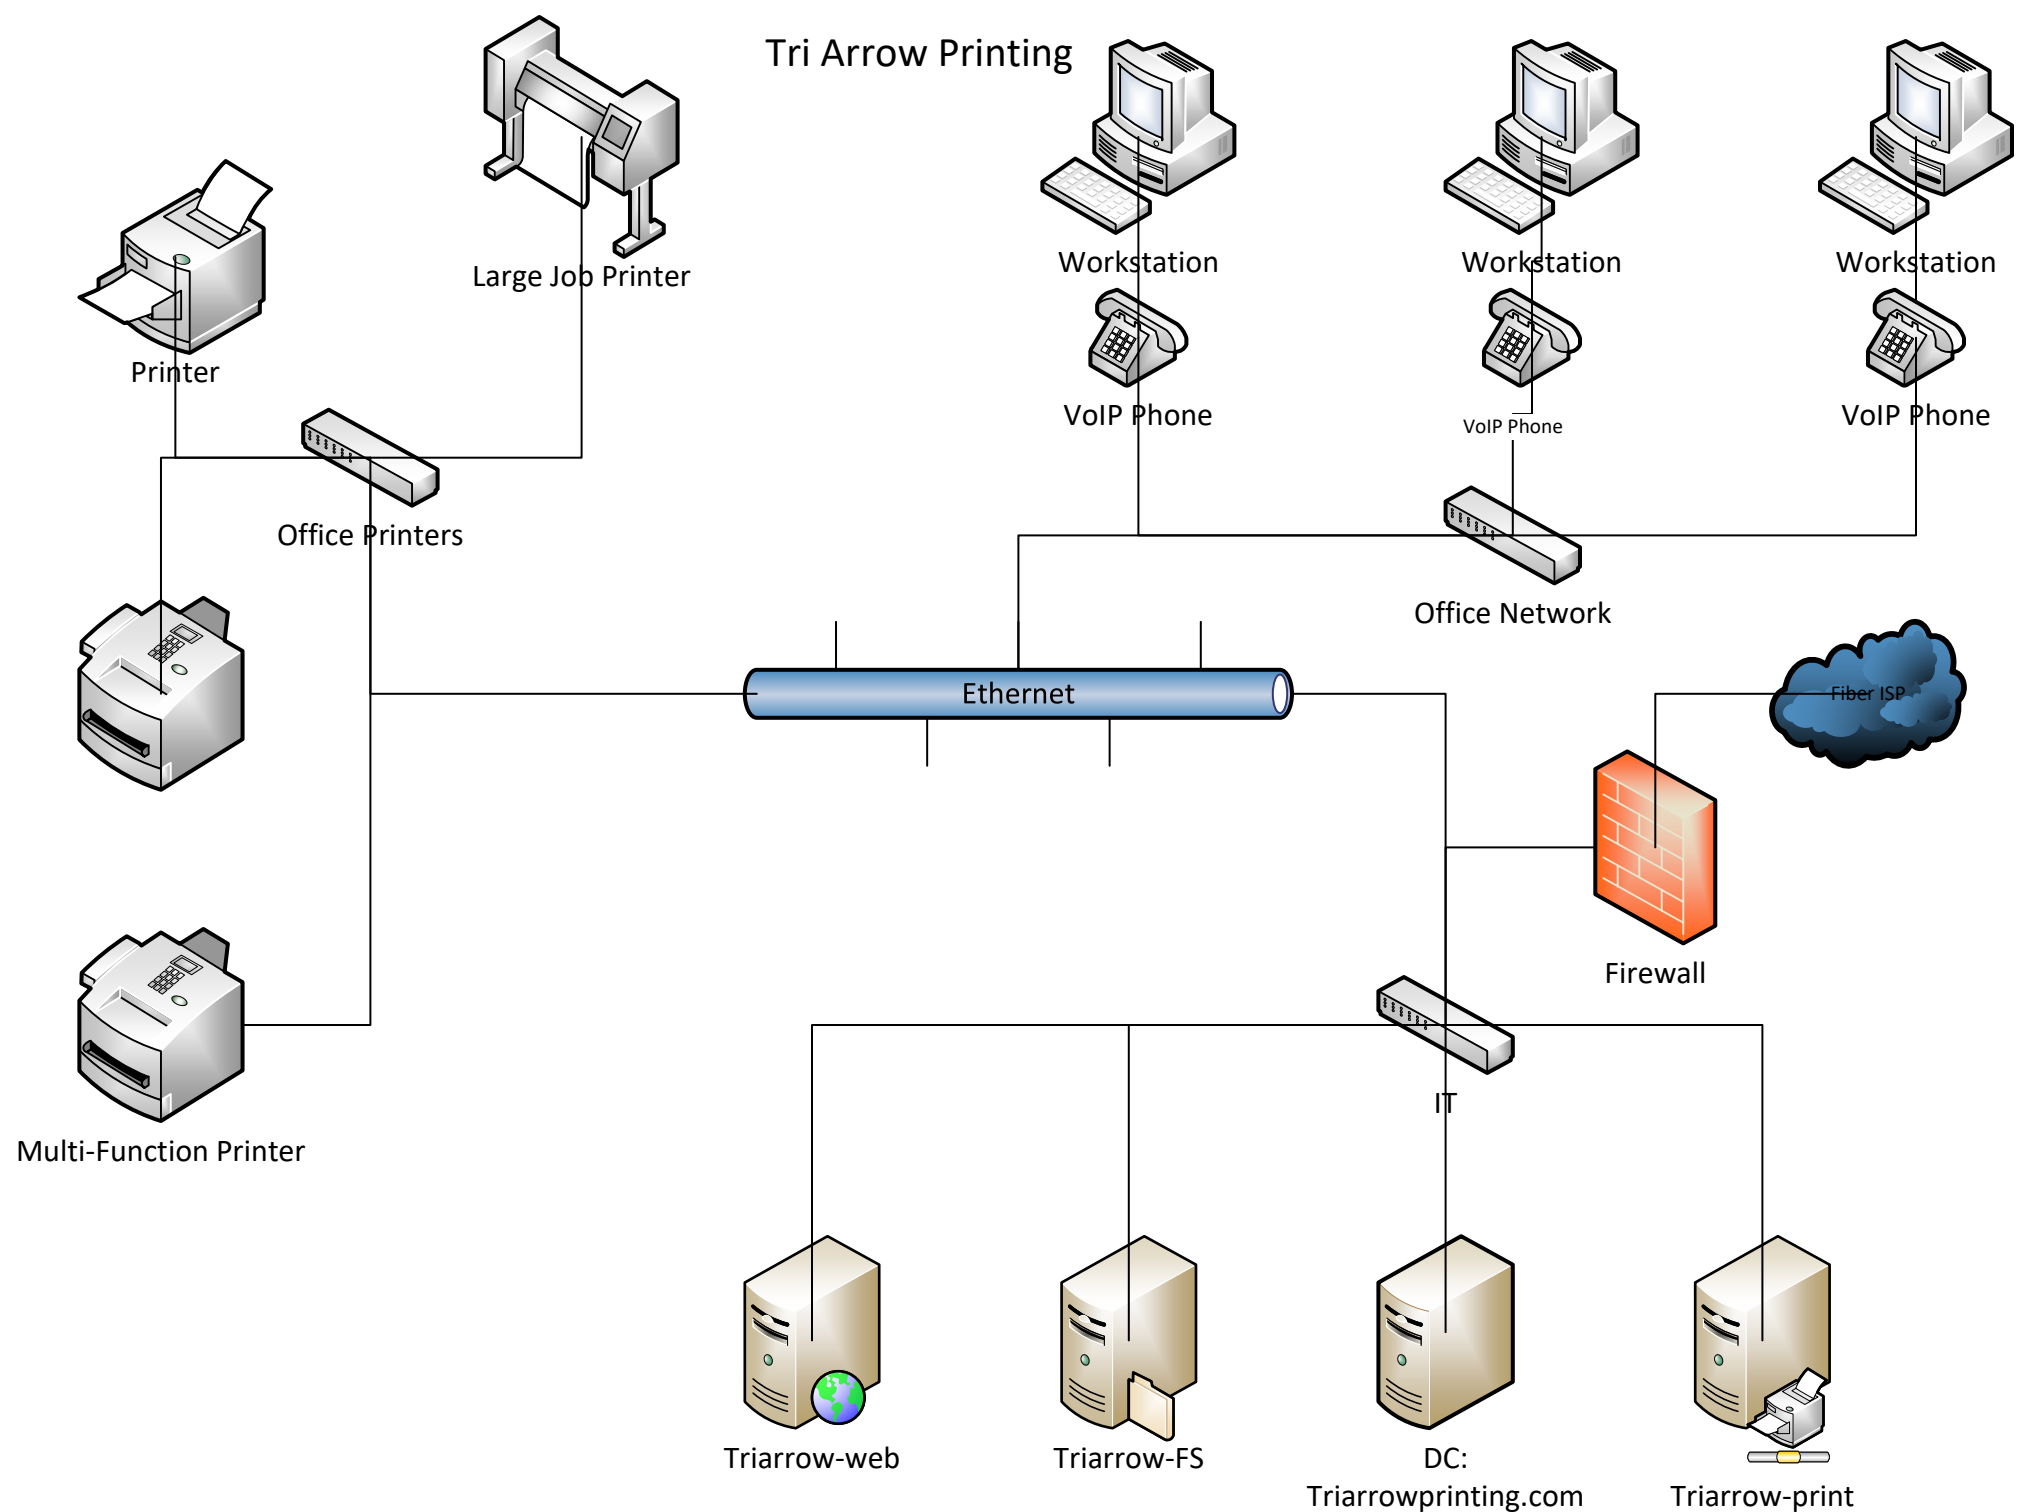 Tri Arrow Printing
Large Job Printer
Printer
Workstation
Workstation
Workstation
VoIP Phone
VoIP Phone
VoIP Phone
Office Printers
Office Network
Ethernet
Fiber ISP
Firewall
IT
Multi-Function Printer
Triarrow-web
Triarrow-FS
DC:
Triarrowprinting.com
Triarrow-print